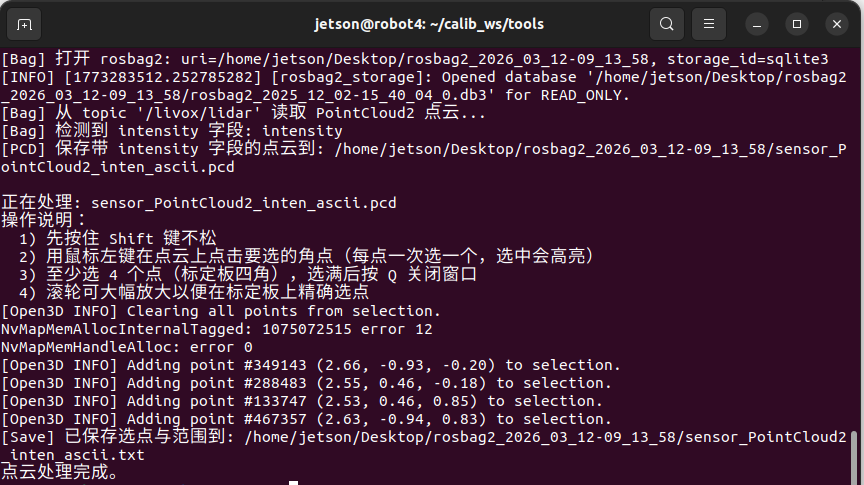 jetson@robot4: ~/calib_ws/tools
[Bag] 打开 rosbag2: uri=/home/jetson/Desktop/rosbag2_2026_03_12-09_13_58, storage_id=sqlite3
[INFO] [1773283512.252785282] [rosbag2_storage]: Opened database '/home/jetson/Desktop/rosbag2
_2026_03_12-09_13_58/rosbag2_2025_12_02-15_40_04_0.db3' for READ_ONLY.
[Bag] 从 topic '/livox/lidar' 读取 PointCloud2 点云...
[Bag] 检测到 intensity 字段: intensity
[PCD] 保存带 intensity 字段的点云到: /home/jetson/Desktop/rosbag2_2026_03_12-09_13_58/sensor_P
ointCloud2_inten_ascii.pcd
正在处理: sensor_PointCloud2_inten_ascii.pcd
操作说明：
1) 先按住 Shift 键不松
2) 用鼠标左键在点云上点击要选的角点（每点一次选一个，选中会高亮）
3) 至少选 4 个点（标定板四角），选满后按 Q 关闭窗口
4) 滚轮可大幅放大以便在标定板上精确选点
[Open3D INFO] Clearing all points from selection.
NvMapMemAllocInternalTagged: 1075072515 error 12
NvMapMemHandleAlloc: error 0
[Open3D INFO] Adding point #349143 (2.66, -0.93, -0.20) to selection.
[Open3D INFO] Adding point #288483 (2.55, 0.46, -0.18) to selection.
[Open3D INFO] Adding point #133747 (2.53, 0.46, 0.85) to selection.
[Open3D INFO] Adding point #467357 (2.63, -0.94, 0.83) to selection.
[Save] 已保存选点与范围到: /home/jetson/Desktop/rosbag2_2026_03_12-09_13_58/sensor_PointCloud2
_inten_ascii.txt
点云处理完成。